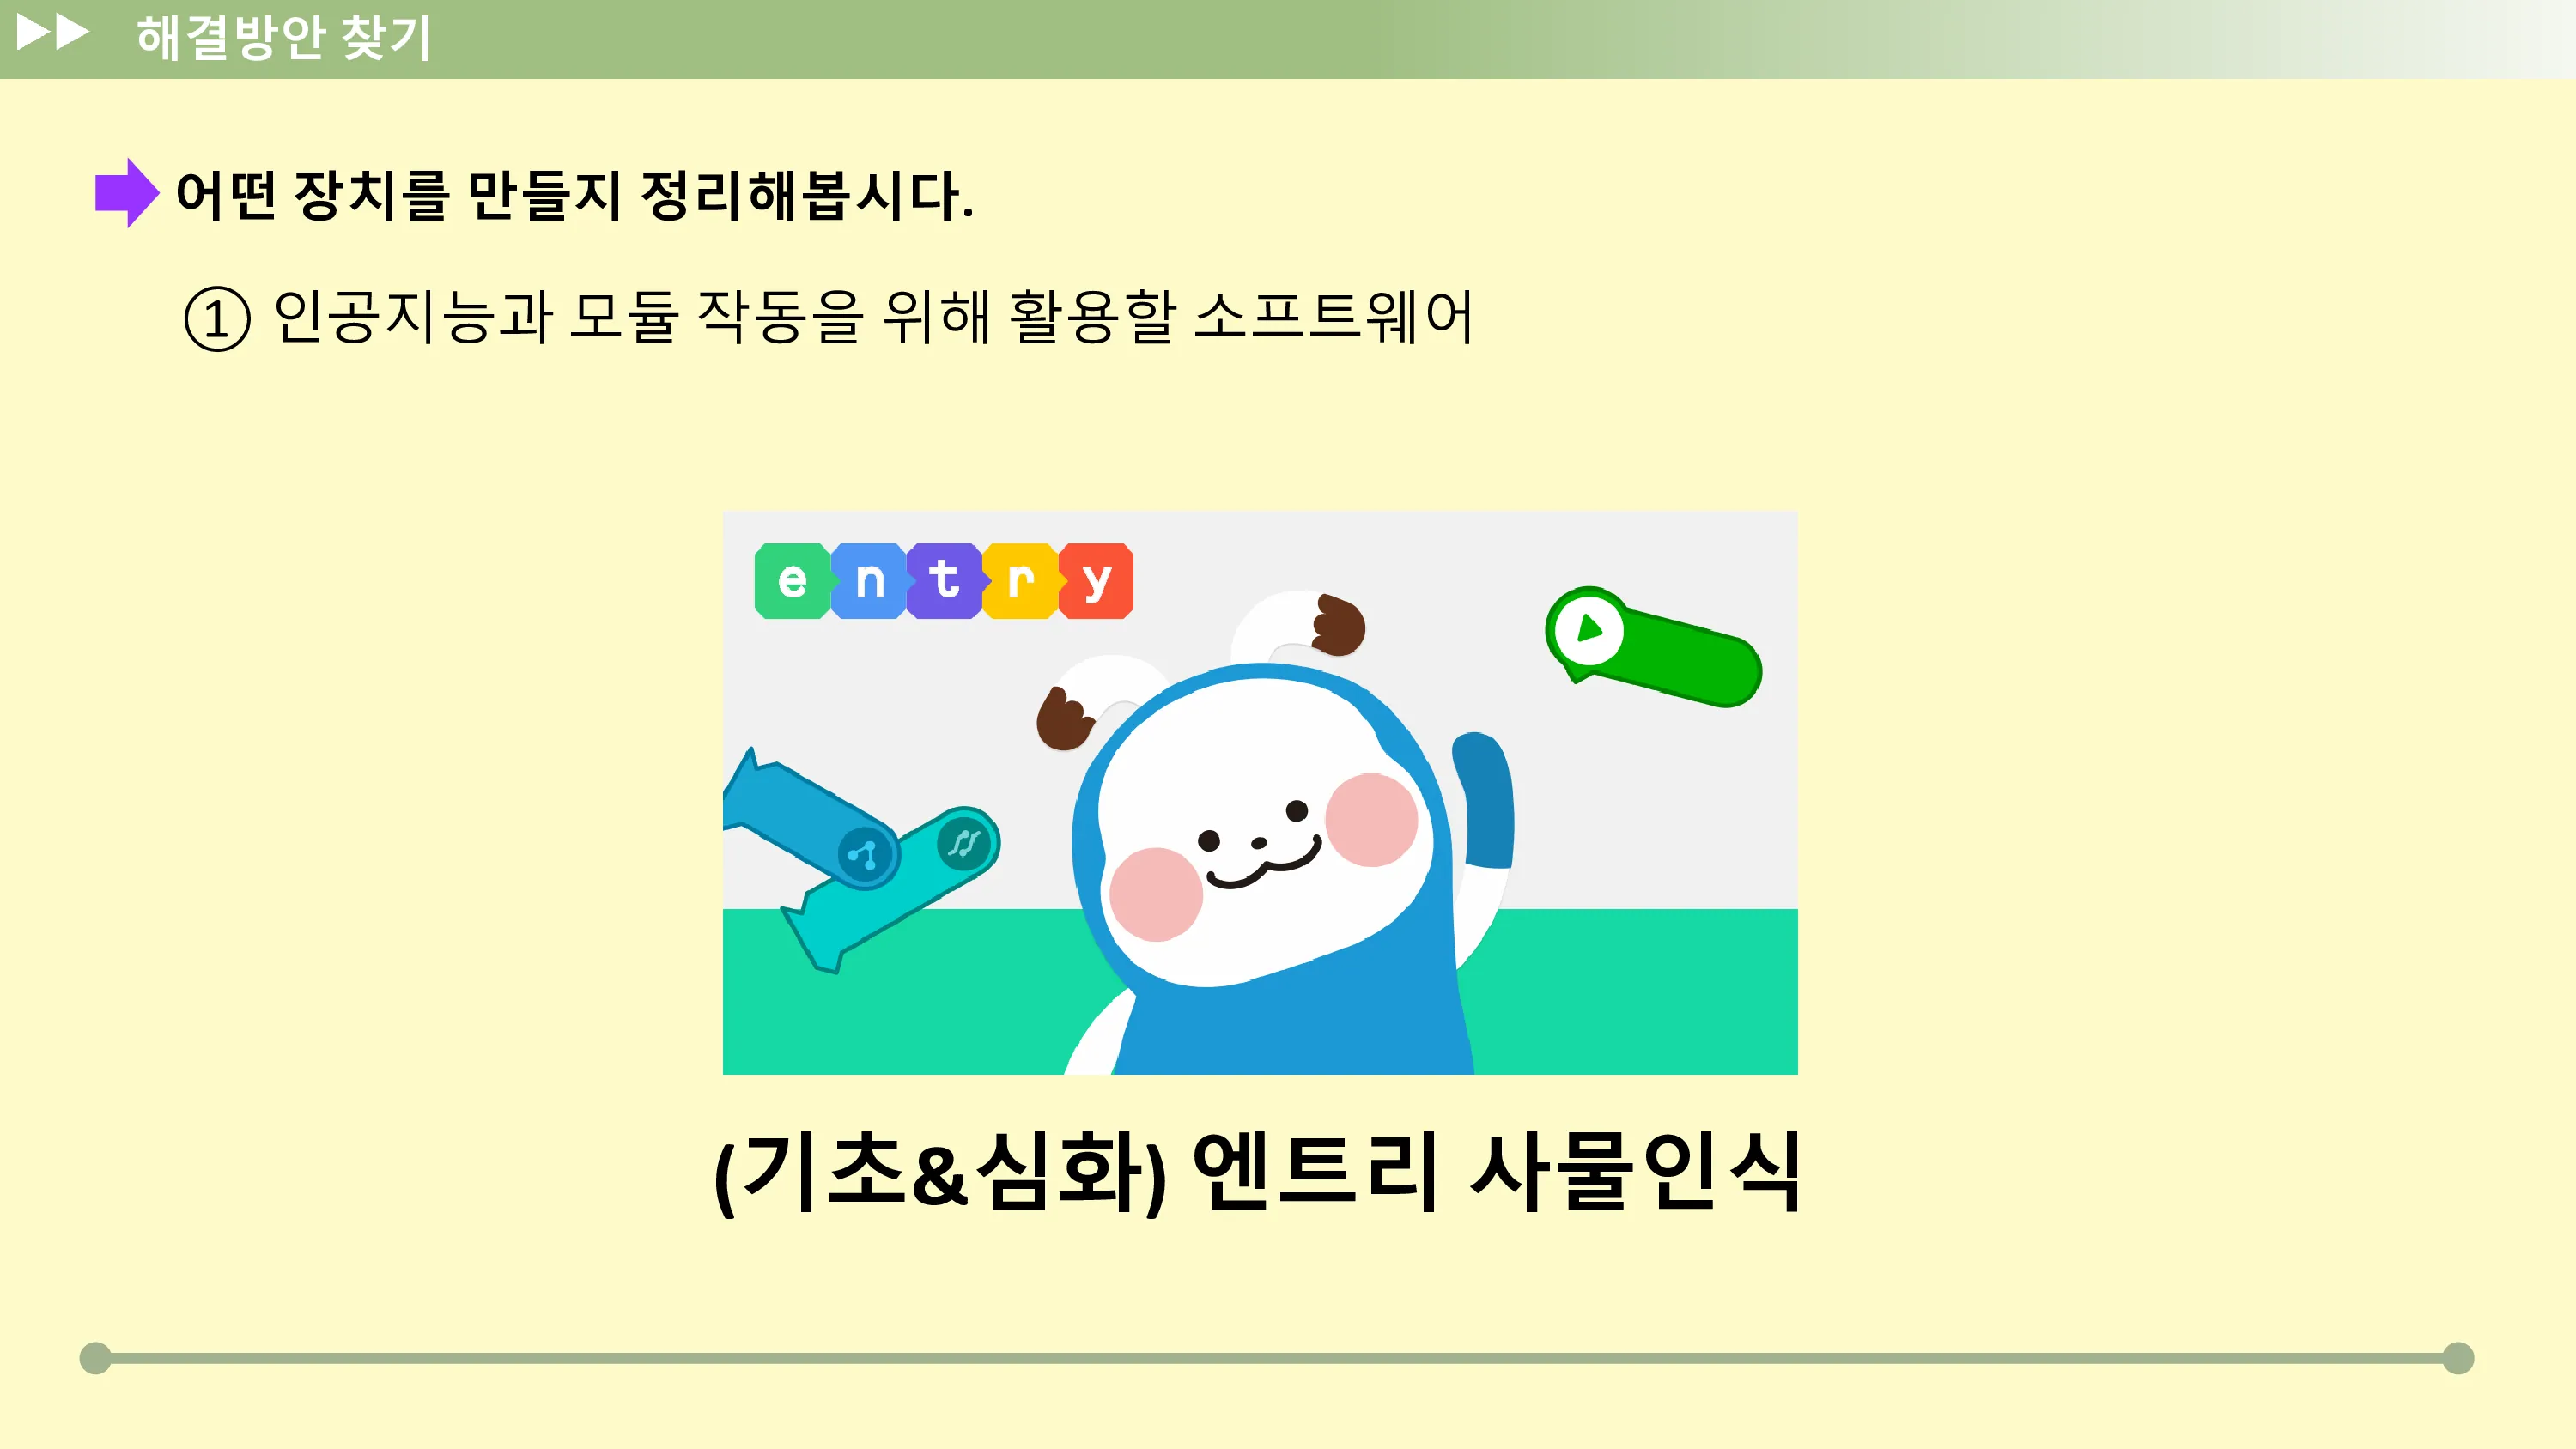 해결방안 찾기
어떤 장치를 만들지 정리해봅시다.
① 인공지능과 모듈 작동을 위해 활용할 소프트웨어
entry
(기초&심화) 엔트리 사물인식